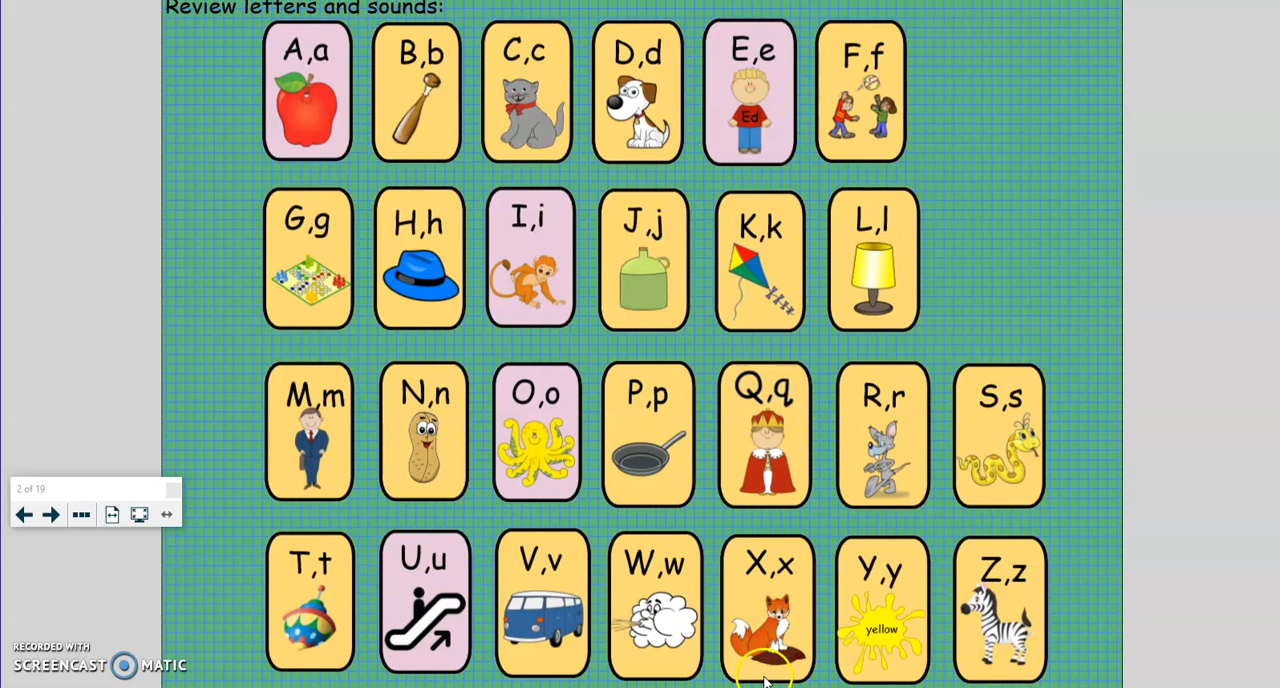 Review letters and sounds:
A,a B,b C,c D,d E,e F,f
Ed
G,g H,h I,i J,j K,k L,l
M,m N,n O,o P,p Q,q R,r S,s
2 of 19
T,t U,u V,v W,w X,x Y,y Z,z
yellow
RECORDED WITH
SCREENCAST MATIC